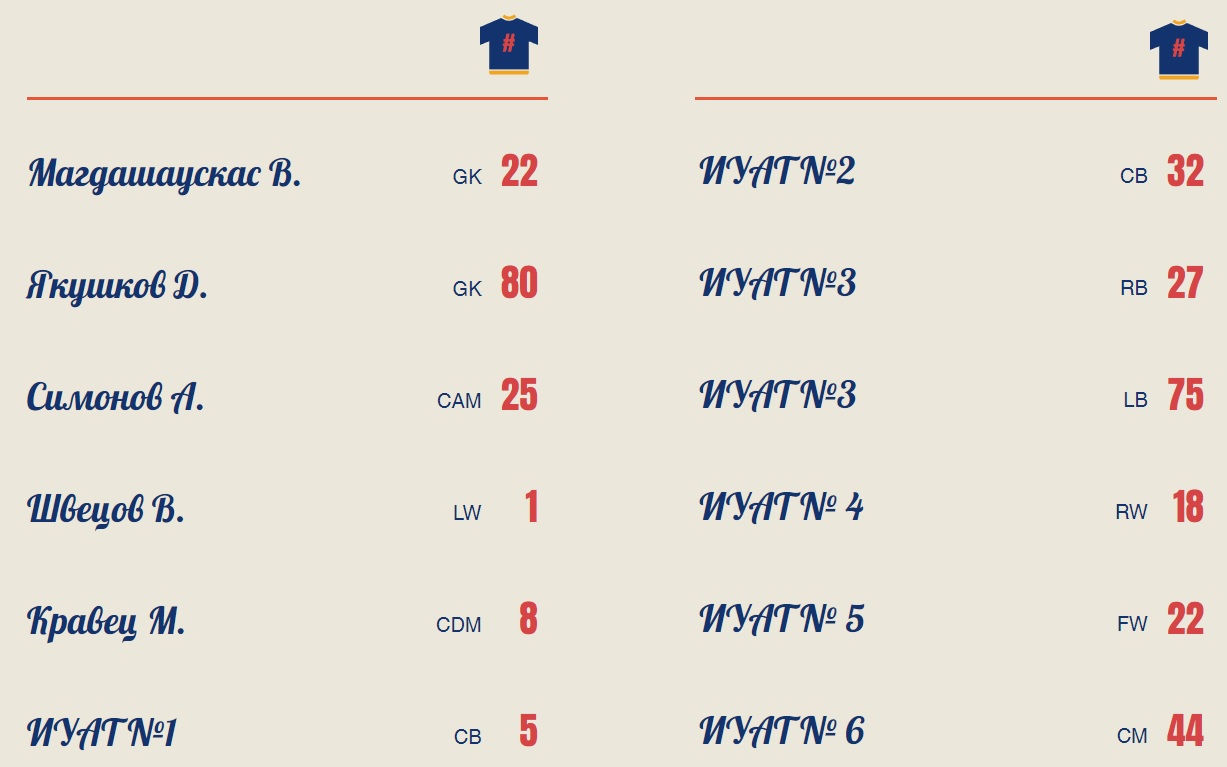 #
Магдашаускас В. GK 22
Якушков Д. GK 80
Симонов А. CAM 25
Швецов В. LW 1
Кравец М. CDM 8
ИУАТ№1 CB 5
#
ИУАТ№2 CB 32
ИУАТ№3 RB 27
ИУАТ№3 LB 75
ИУАТ№ 4 RW 18
ИУАТ№ 5 FW 22
ИУАТ№ 6 CM 44